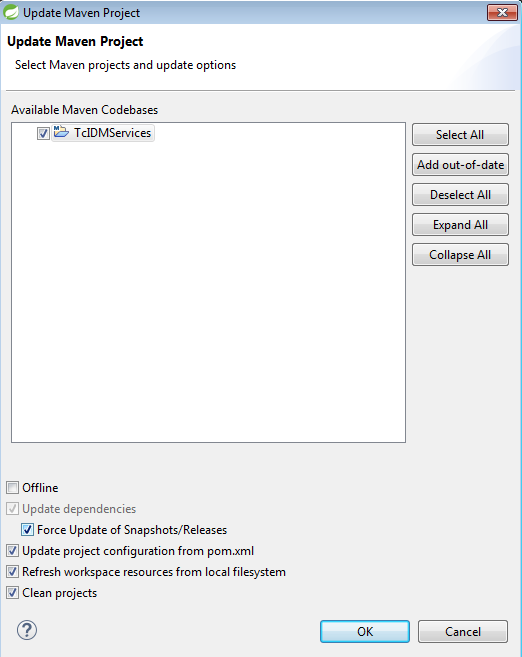 Update Maven Project
Update Maven Project
Select Maven projects and update options
Available Maven Codebases
TcIDMServices
Select All
Add out-of-date
Deselect All
Expand All
Collapse All
Offline
Update dependencies
Force Update of Snapshots/Releases
Update project configuration from pom.xml
Refresh workspace resources from local filesystem
Clean projects
?
OK
Cancel